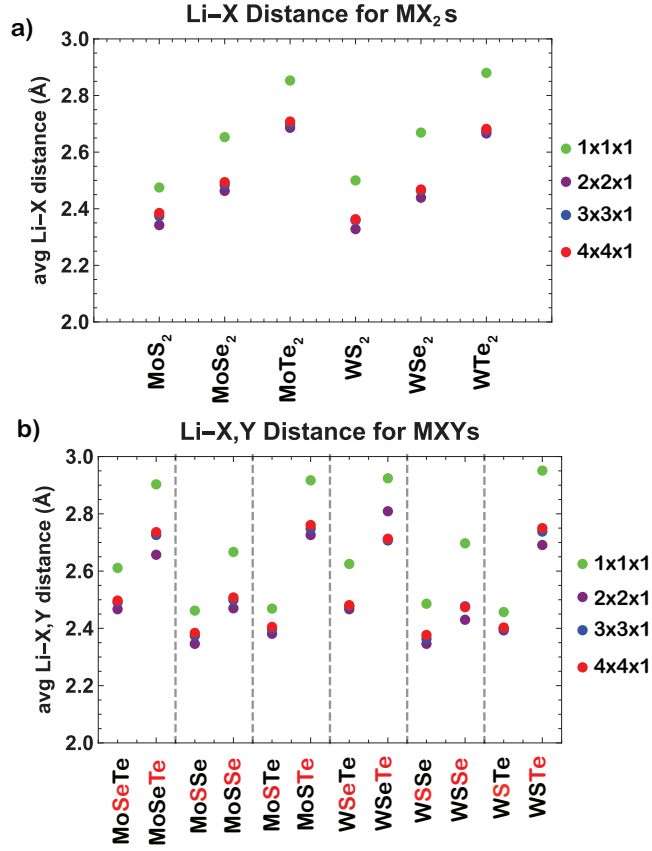 a)
Li–X Distance for MX₂s
avg Li–X distance (Å)
3.0
2.8
2.6
2.4
2.2
2.0
MoS₂
MoSe₂
MoTe₂
WS₂
WSe₂
WTe₂
1x1x1
2x2x1
3x3x1
4x4x1
b)
Li–X,Y Distance for MXYs
avg Li–X,Y distance (Å)
3.0
2.8
2.6
2.4
2.2
2.0
MoSeTe
MoSeTe
MoSSe
MoSSe
MoSTe
MoSTe
WSeTe
WSeTe
WSSe
WSSe
WSTe
WSTe
1x1x1
2x2x1
3x3x1
4x4x1